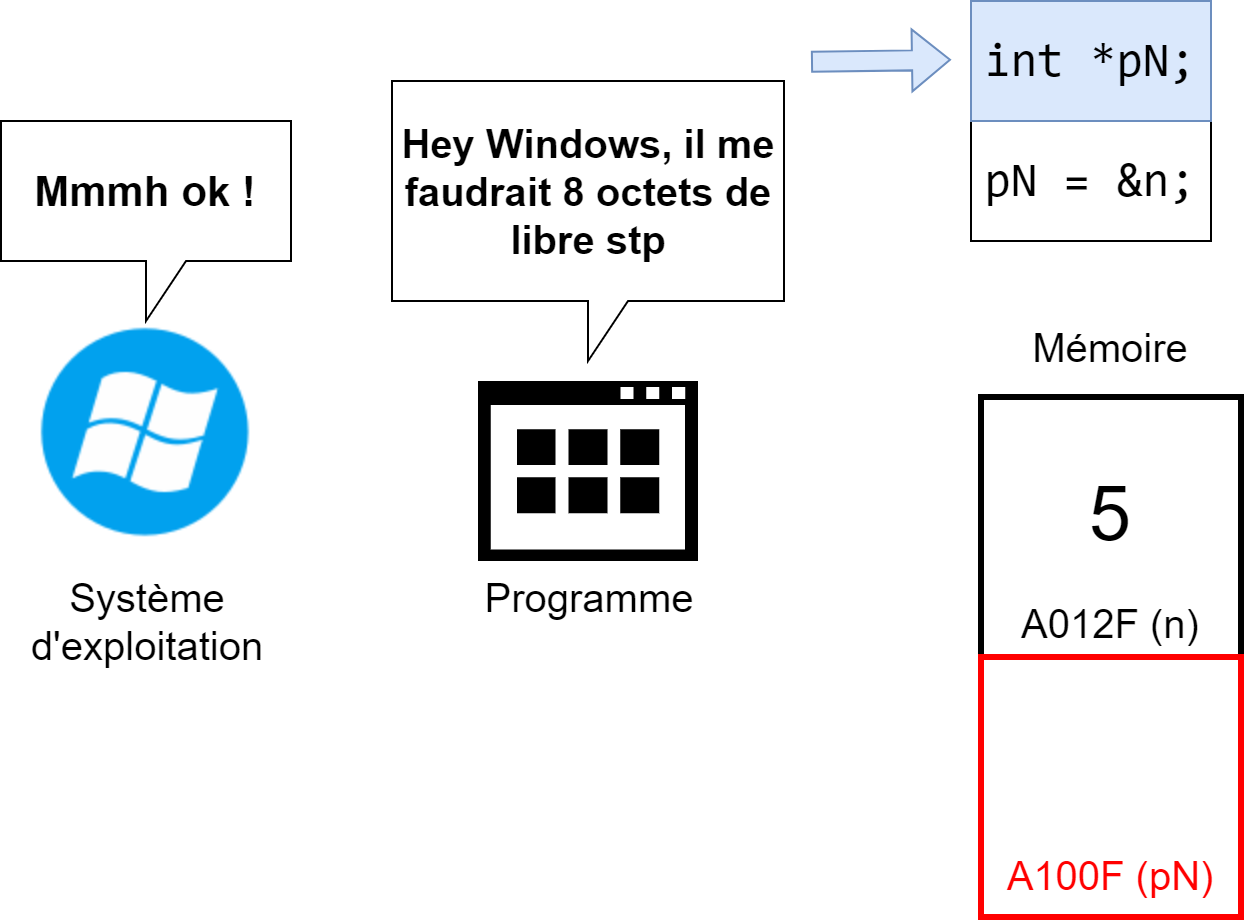 Mmmh ok !
Système
d'exploitation
Hey Windows, il me
faudrait 8 octets de
libre stp
Programme
int *pN;
pN = &n;
Mémoire
5
A012F (n)
A100F (pN)